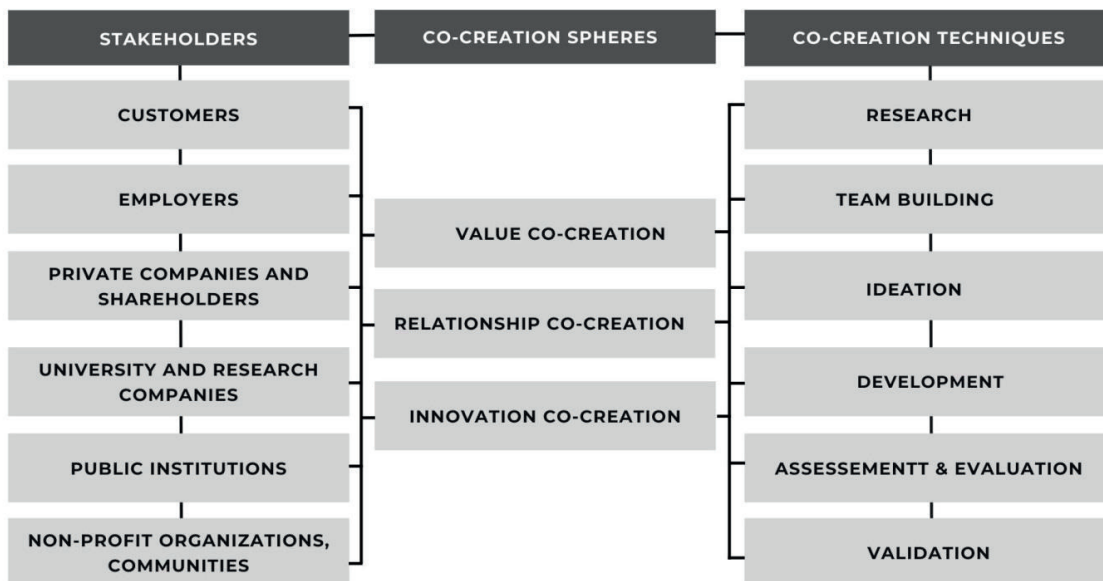 STAKEHOLDERS
CO-CREATION SPHERES
CO-CREATION TECHNIQUES
CUSTOMERS
EMPLOYERS
PRIVATE COMPANIES AND
SHAREHOLDERS
UNIVERSITY AND RESEARCH
COMPANIES
PUBLIC INSTITUTIONS
NON-PROFIT ORGANIZATIONS,
COMMUNITIES
VALUE CO-CREATION
RELATIONSHIP CO-CREATION
INNOVATION CO-CREATION
RESEARCH
TEAM BUILDING
IDEATION
DEVELOPMENT
ASSESSEMENTT & EVALUATION
VALIDATION